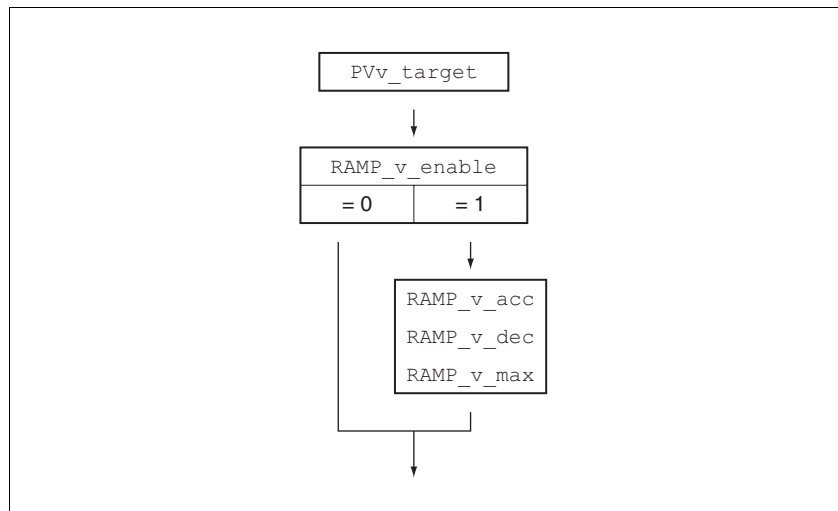 PVv_target
RAMP_v_enable
= 0 = 1
RAMP_v_acc
RAMP_v_dec
RAMP_v_max